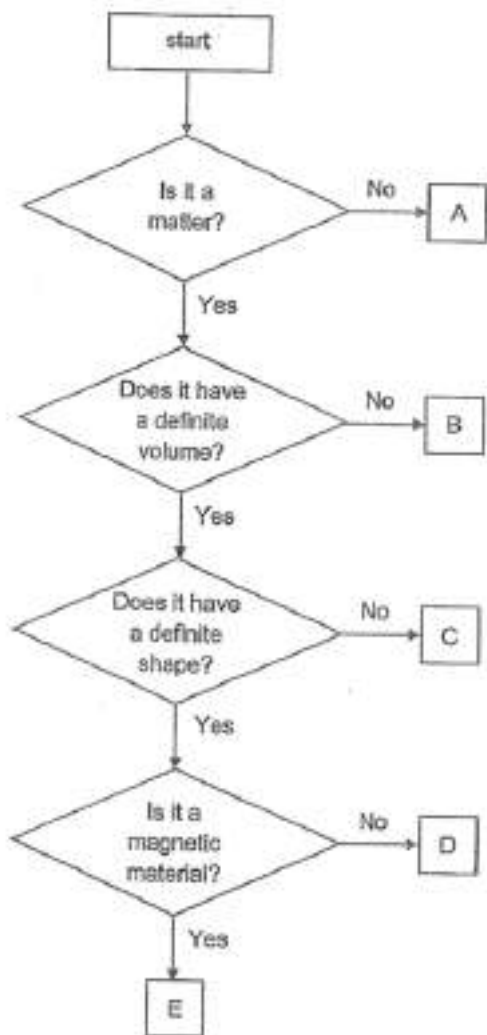 start
Is it a
matter?
No
A
Yes
Does it have
a definite
volume?
No
B
Yes
Does it have
a definite
shape?
No
C
Yes
Is it a
magnetic
material?
No
D
Yes
E